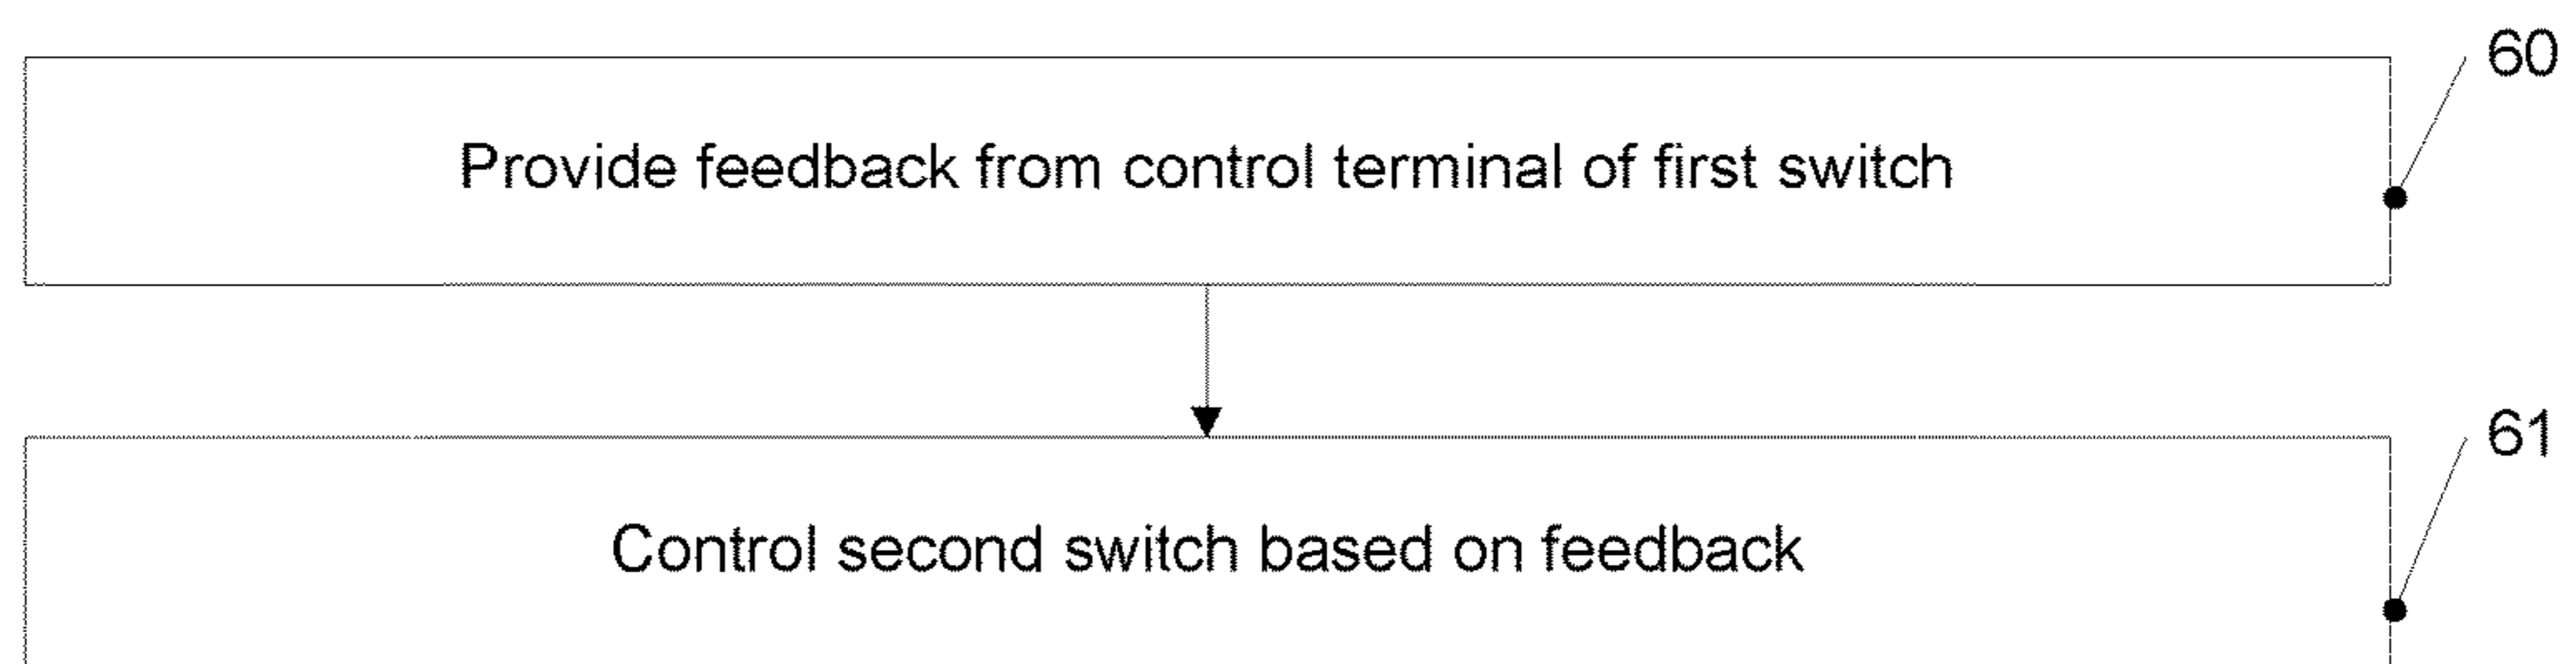 60
Provide feedback from control terminal of first switch
61
Control second switch based on feedback